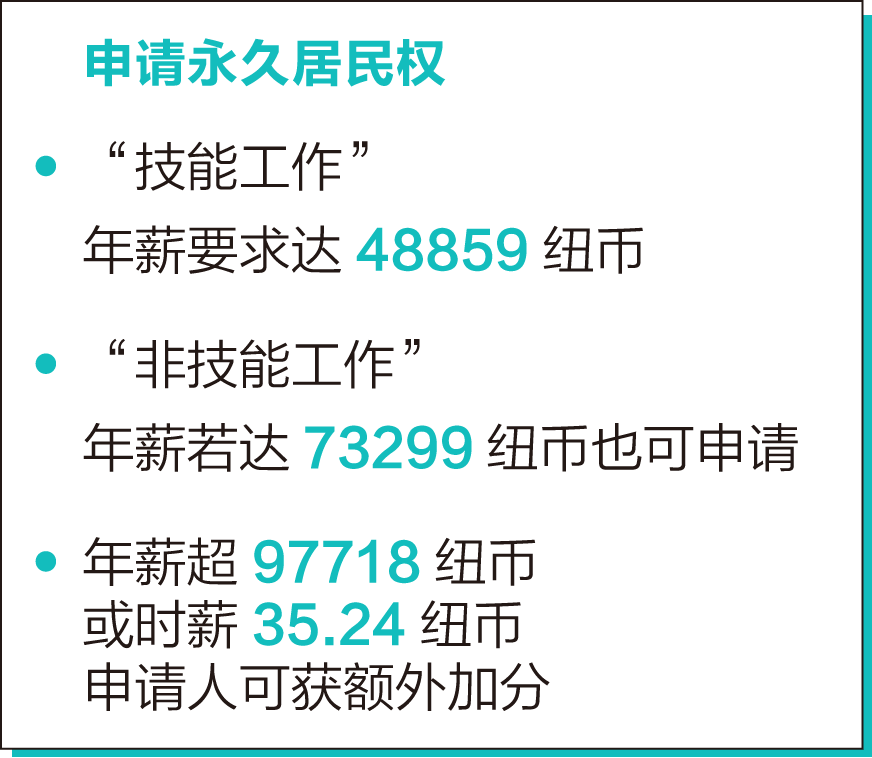 申请永久居民权
“技能工作”
年薪要求达 48859 纽币
“非技能工作”
年薪若达 73299 纽币也可申请
年薪超 97718 纽币
或时薪 35.24 纽币
申请人可获额外加分